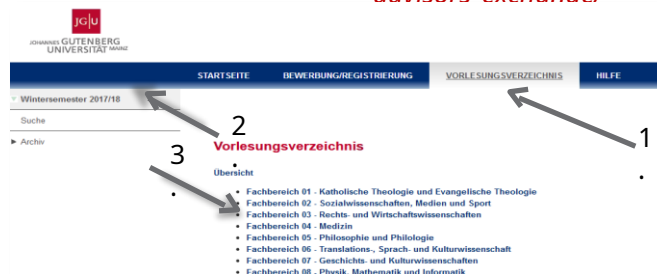 advisors-exchange/
JG|U
JOHANNES GUTENBERG
UNIVERSITÄT MAINZ
STARTSEITE BEWERBUNG/REGISTRIERUNG VORLESUNGSVERZEICHNIS HILFE
Wintersemester 2017/18
Suche
Archiv
1
.
2
.
3
.
Vorlesungsverzeichnis
Übersicht
Fachbereich 01 - Katholische Theologie und Evangelische Theologie
Fachbereich 02 - Sozialwissenschaften, Medien und Sport
Fachbereich 03 - Rechts- und Wirtschaftswissenschaften
Fachbereich 04 - Medizin
Fachbereich 05 - Philosophie und Philologie
Fachbereich 06 - Translations-, Sprach- und Kulturwissenschaft
Fachbereich 07 - Geschichts- und Kulturwissenschaften
Fachbereich 08 - Physik, Mathematik und Informatik